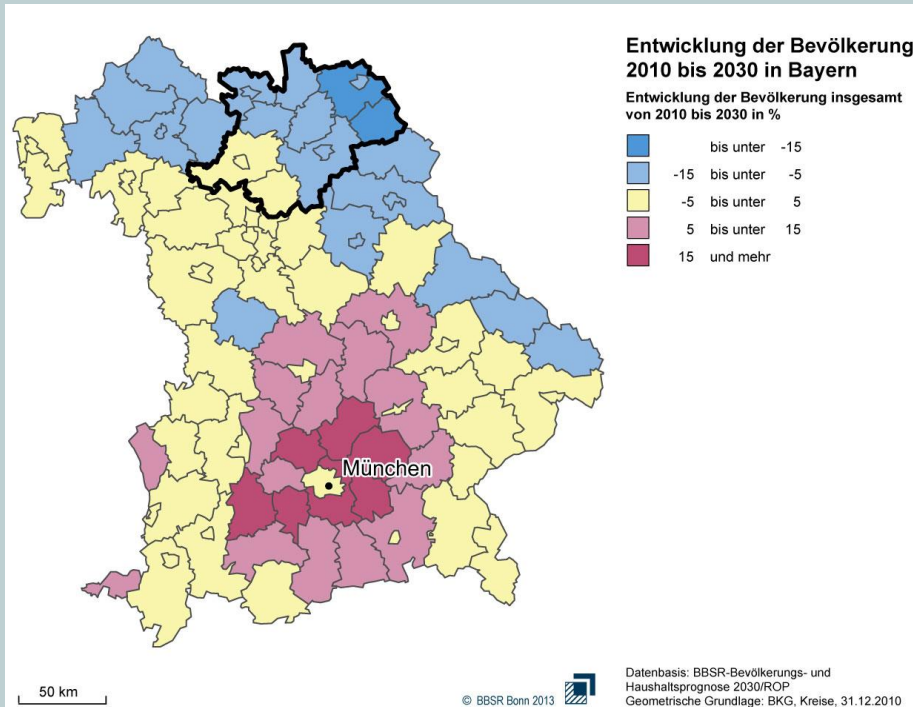 Entwicklung der Bevölkerung
2010 bis 2030 in Bayern
Entwicklung der Bevölkerung insgesamt
von 2010 bis 2030 in %
bis unter -15
-15 bis unter -5
-5 bis unter 5
5 bis unter 15
15 und mehr
München
50 km
© BBSR Bonn 2013
Datenbasis: BBSR-Bevölkerungs- und
Haushaltsprognose 2030/ROP
Geometrische Grundlage: BKG, Kreise, 31.12.2010